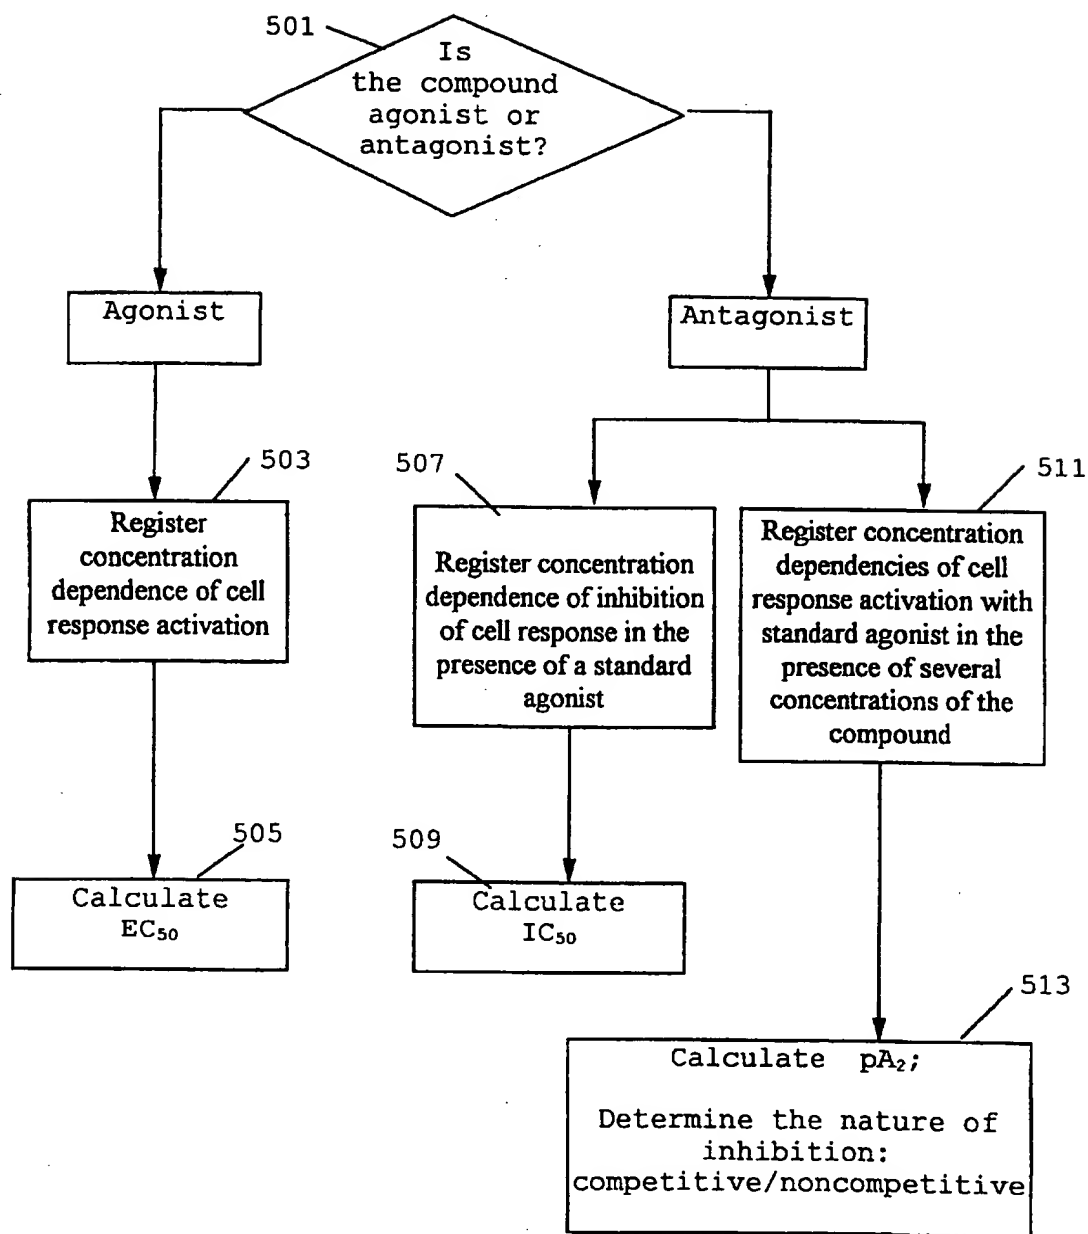 501
Is
the compound
agonist or
antagonist?
Agonist
Antagonist
503
Register
concentration
dependence of cell
response activation
507
Register concentration
dependence of inhibition
of cell response in the
presence of a standard
agonist
511
Register concentration
dependencies of cell
response activation with
standard agonist in the
presence of several
concentrations of the
compound
505
Calculate
EC₅₀
509
Calculate
IC₅₀
513
Calculate pA₂;
Determine the nature of
inhibition:
competitive/noncompetitive